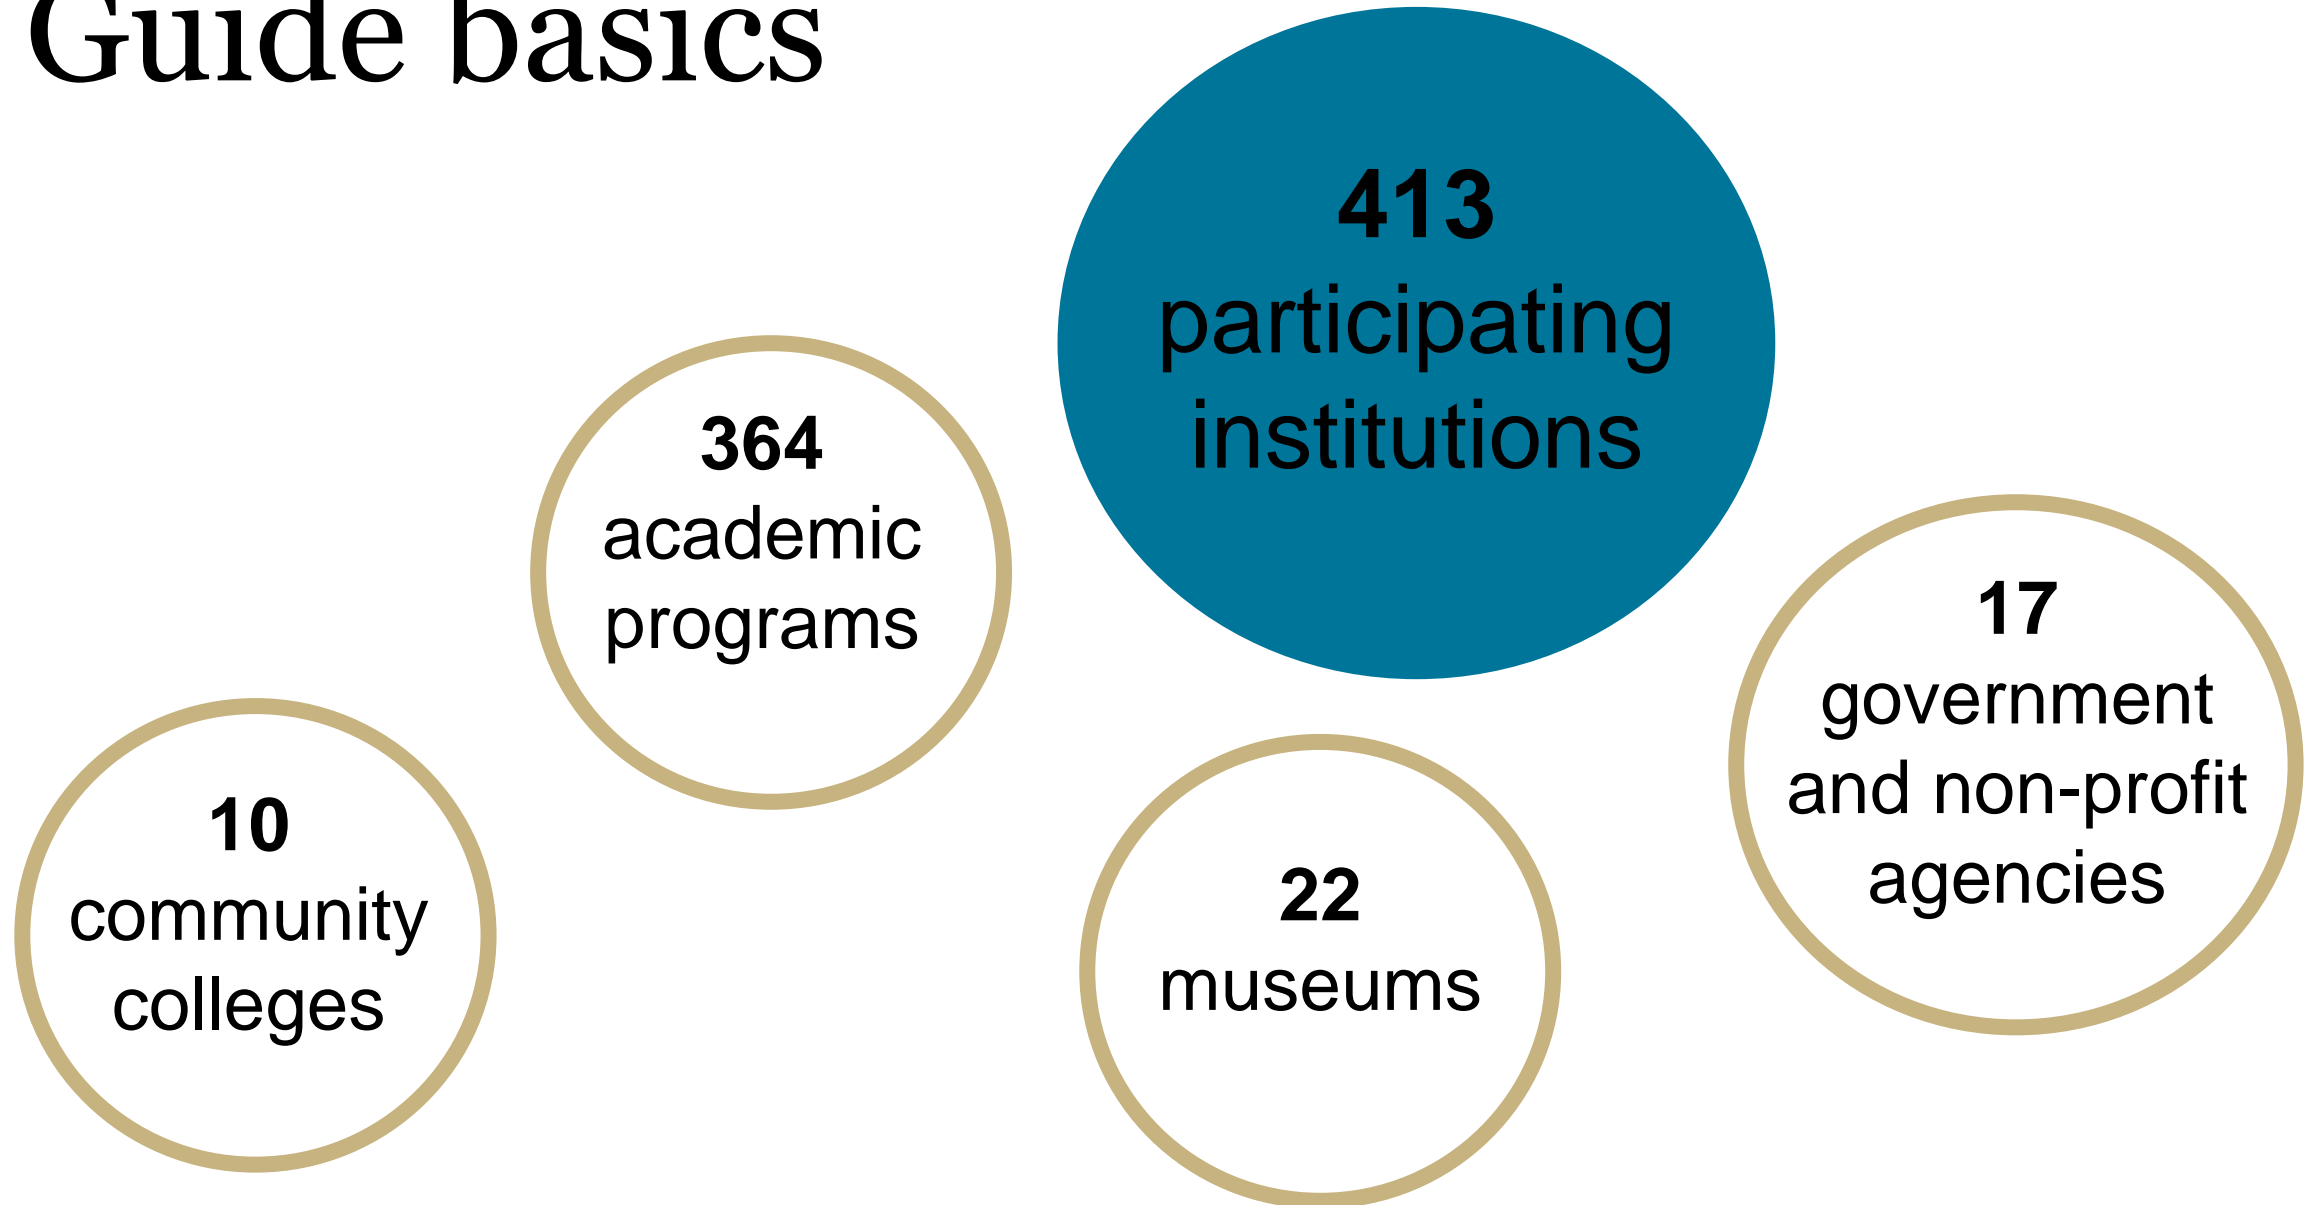 Guide basics
413
participating
institutions
364
academic
programs
17
government
and non-profit
agencies
10
community
colleges
22
museums